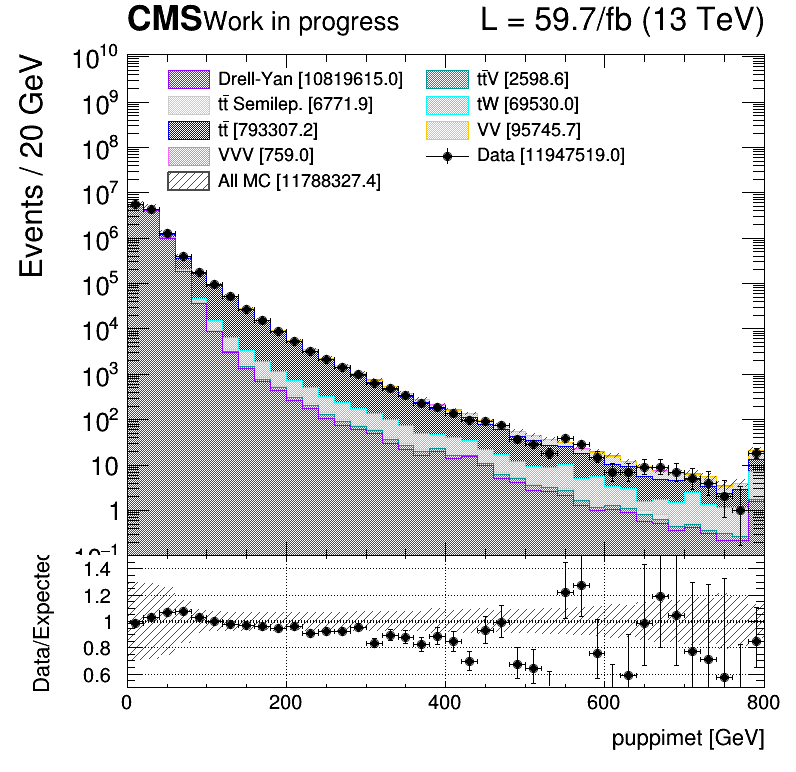 CMS Work in progress L = 59.7/fb (13 TeV)
Events / 20 GeV
10^10
10^9
10^8
10^7
10^6
10^5
10^4
10^3
10^2
10
1
10^-1
Drell-Yan [10819615.0]
tt̄ Semilep. [6771.9]
tt̄ [793307.2]
VVV [759.0]
All MC [11788327.4]
tt̄V [2598.6]
tW [69530.0]
VV [95745.7]
Data [11947519.0]
Data/Expected
1.4
1.2
1
0.8
0.6
0 200 400 600 800
puppimet [GeV]